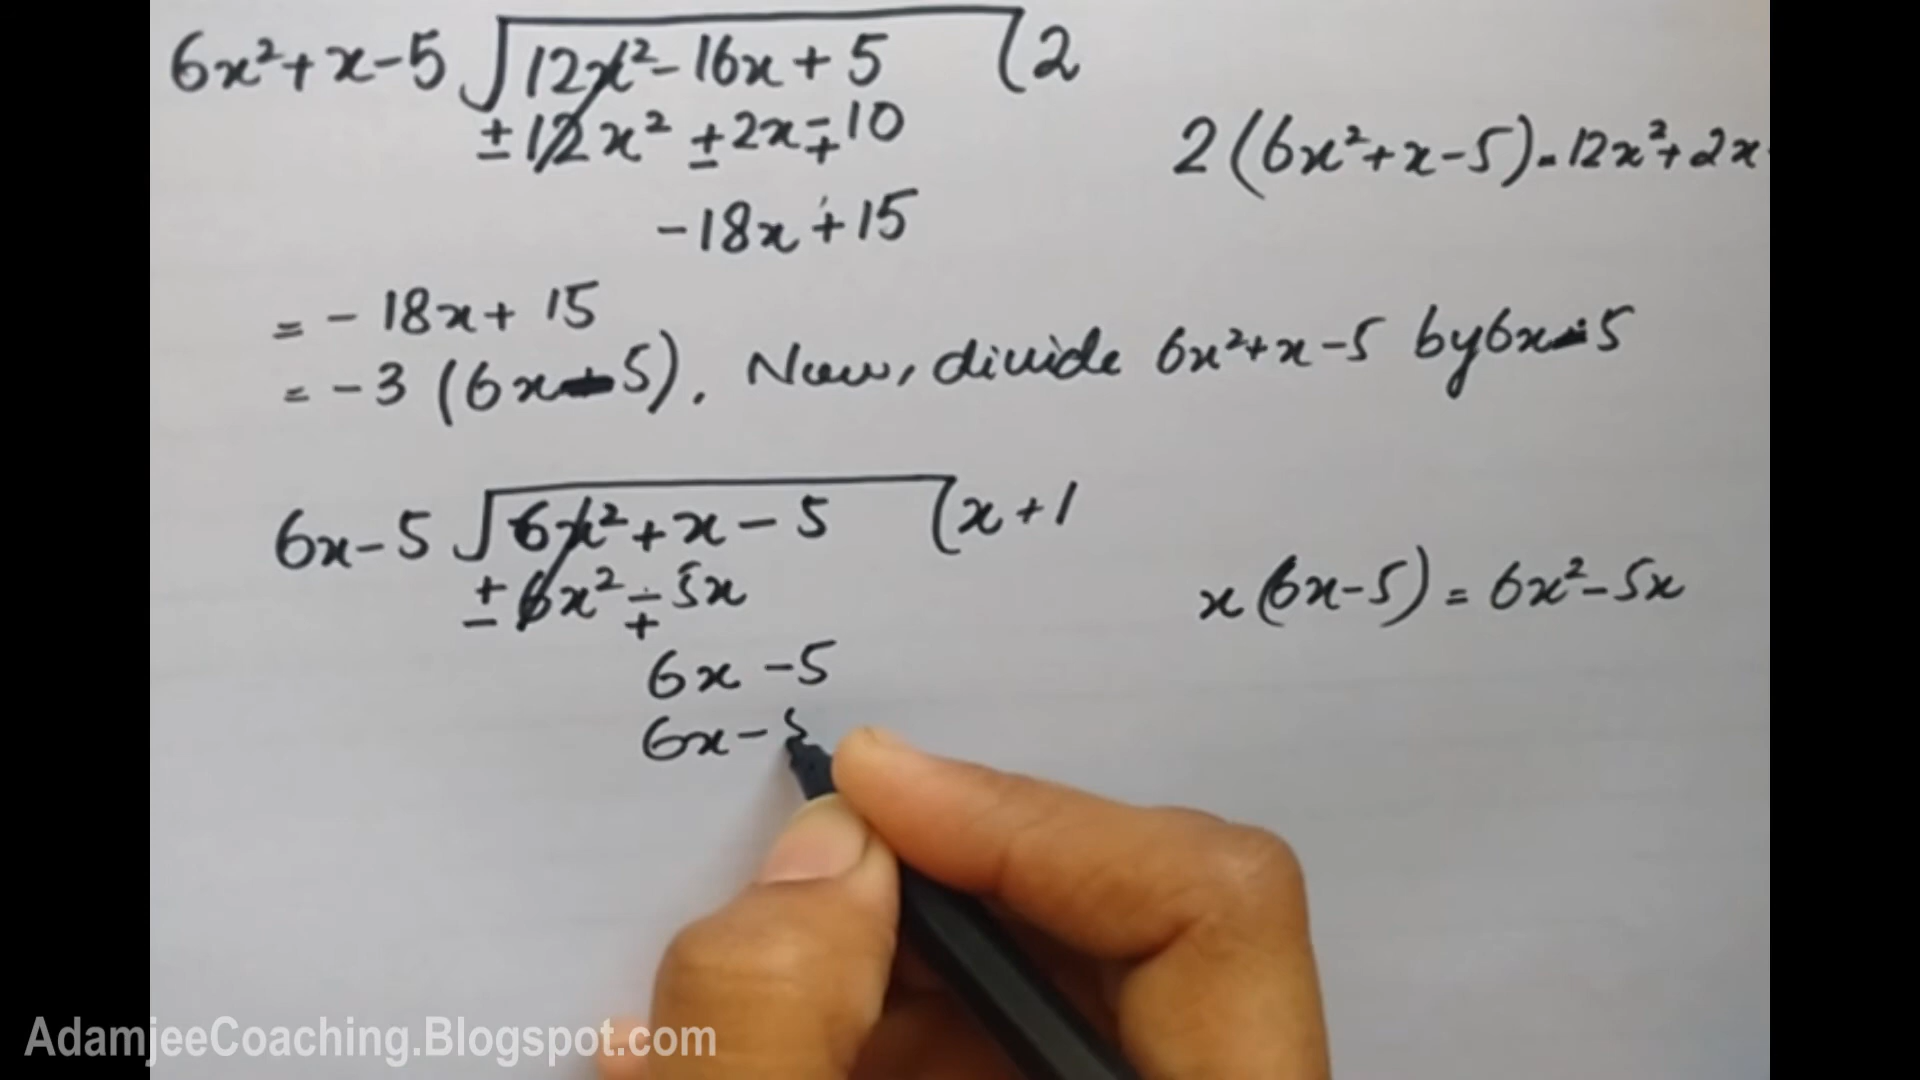 6x²+x-5 √12x²-16x+5 (2
±12x² ±2x∓10
2(6x²+x-5)=12x²+2x
-18x+15
= -18x+15
= -3(6x-5). Now, divide 6x²+x-5 by 6x-5
6x-5 √6x²+x-5 (x+1
±6x²∓5x
x(6x-5)=6x²-5x
6x-5
6x-
AdamjeeCoaching.Blogspot.com